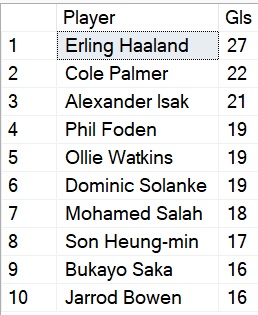 Player Gls
1 Erling Haaland 27
2 Cole Palmer 22
3 Alexander Isak 21
4 Phil Foden 19
5 Ollie Watkins 19
6 Dominic Solanke 19
7 Mohamed Salah 18
8 Son Heung-min 17
9 Bukayo Saka 16
10 Jarrod Bowen 16